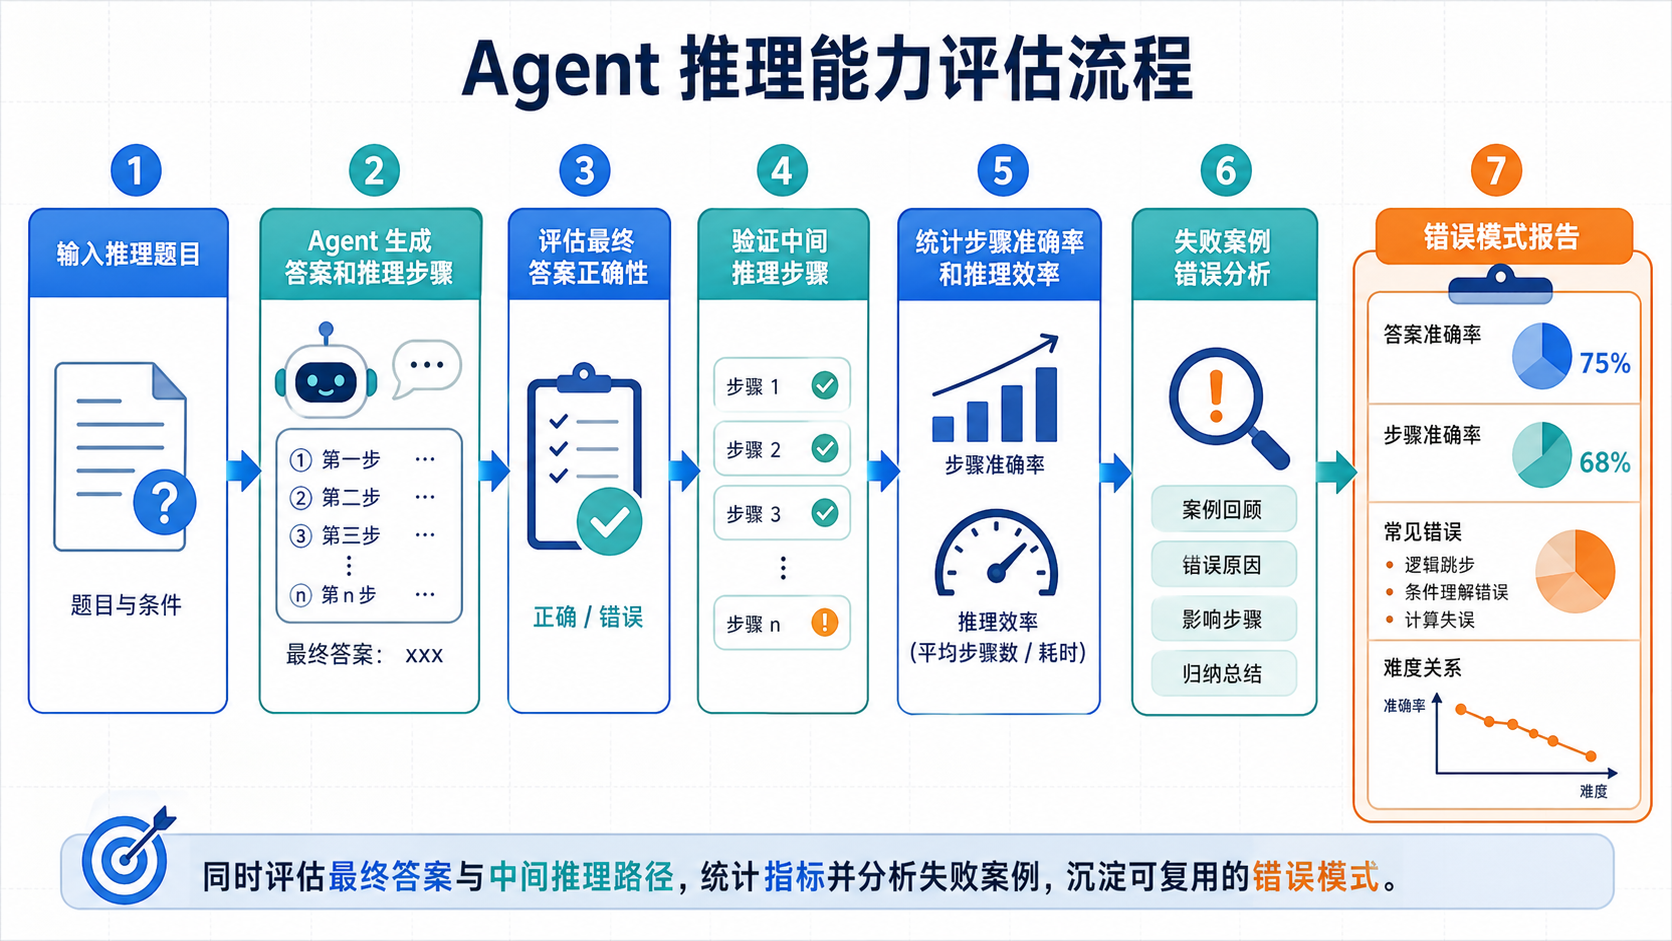 Agent 推理能力评估流程
1
输入推理题目
?
题目与条件
2
Agent 生成
答案和推理步骤
① 第一步 ...
② 第二步 ...
③ 第三步 ...
⋮
ⓝ 第 n 步 ...
最终答案： xxx
3
评估最终
答案正确性
正确 / 错误
4
验证中间
推理步骤
步骤 1
步骤 2
步骤 3
⋮
步骤 n !
5
统计步骤准确率
和推理效率
步骤准确率
推理效率
(平均步骤数 / 耗时)
6
失败案例
错误分析
!
案例回顾
错误原因
影响步骤
归纳总结
7
错误模式报告
答案准确率
75%
步骤准确率
68%
常见错误
• 逻辑跳步
• 条件理解错误
• 计算失误
难度关系
准确率
难度
同时评估最终答案与中间推理路径，统计指标并分析失败案例，沉淀可复用的错误模式。